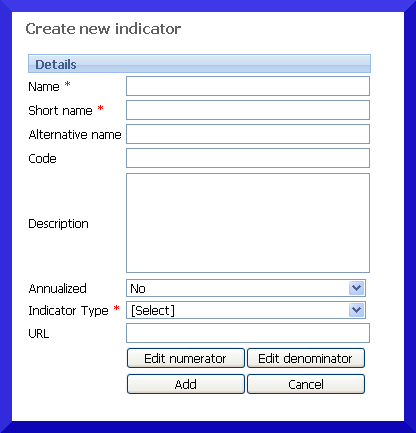 Create new indicator
Details
Name *
Short name *
Alternative name
Code
Description
Annualized No
Indicator Type * [Select]
URL
Edit numerator Edit denominator
Add Cancel